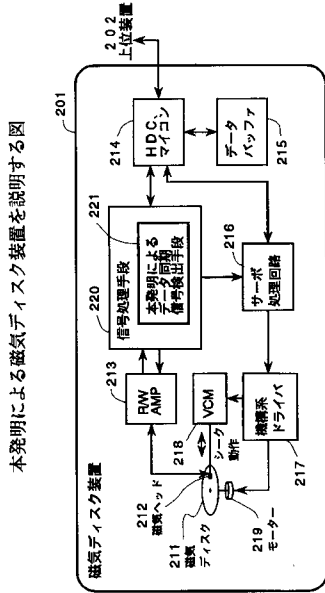 本発明による磁気ディスク装置を説明する図
磁気ディスク装置
201
202
上位装置
220
信号処理手段
221
本発明による
データ同期
信号検出手段
214
HDC、
マイコン
213
R/W
AMP
212
磁気ヘッド
211
磁気
ディスク
シーク
動作
218
VCM
215
データ
バッファ
216
サーボ
処理回路
217
機構系
ドライバ
219
モーター